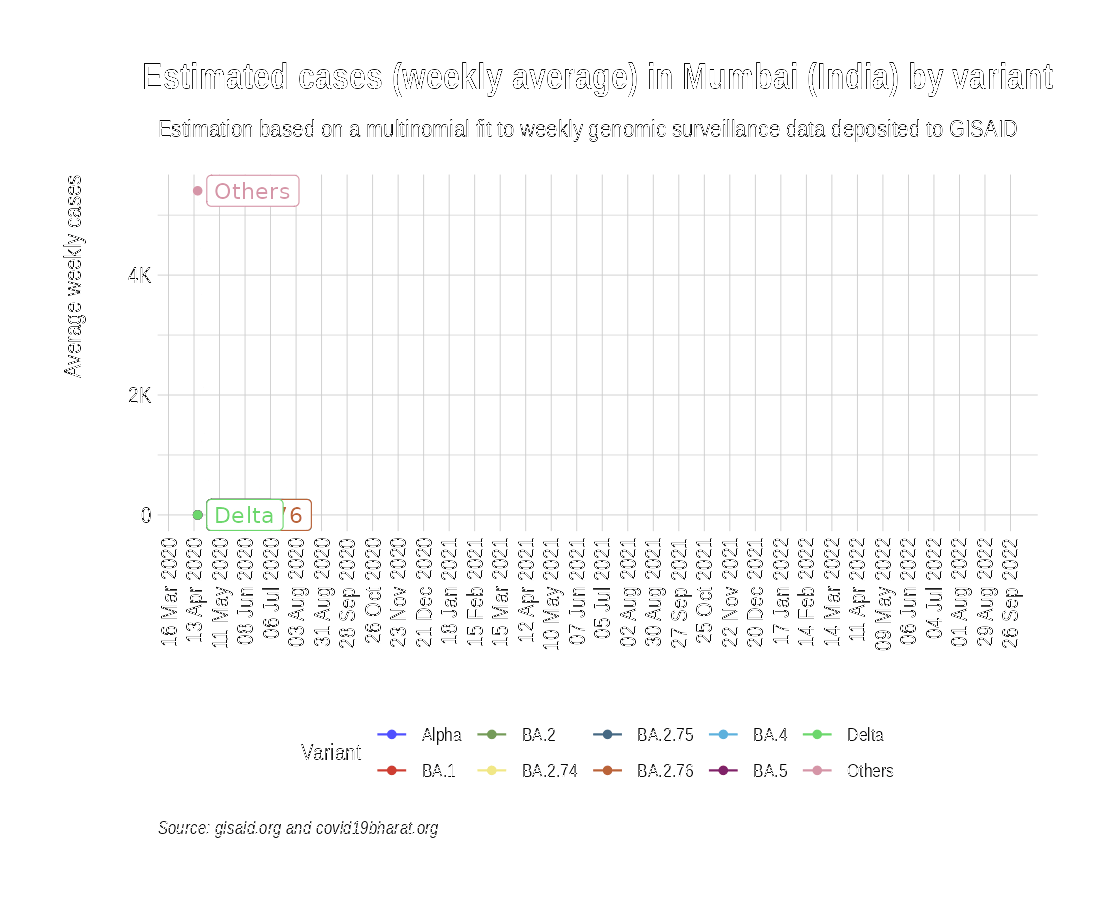 Estimated cases (weekly average) in Mumbai (India) by variant
Estimation based on a multinomial fit to weekly genomic surveillance data deposited to GISAID
Average weekly cases
Others
4K
2K
0
Delta
76
16 Mar 2020
13 Apr 2020
11 May 2020
08 Jun 2020
06 Jul 2020
03 Aug 2020
31 Aug 2020
28 Sep 2020
26 Oct 2020
23 Nov 2020
21 Dec 2020
18 Jan 2021
15 Feb 2021
15 Mar 2021
12 Apr 2021
10 May 2021
07 Jun 2021
05 Jul 2021
02 Aug 2021
30 Aug 2021
27 Sep 2021
25 Oct 2021
22 Nov 2021
20 Dec 2021
17 Jan 2022
14 Feb 2022
14 Mar 2022
11 Apr 2022
09 May 2022
06 Jun 2022
04 Jul 2022
01 Aug 2022
29 Aug 2022
26 Sep 2022
Variant
Alpha BA.2 BA.2.75 BA.4 Delta
BA.1 BA.2.74 BA.2.76 BA.5 Others
Source: gisaid.org and covid19bharat.org